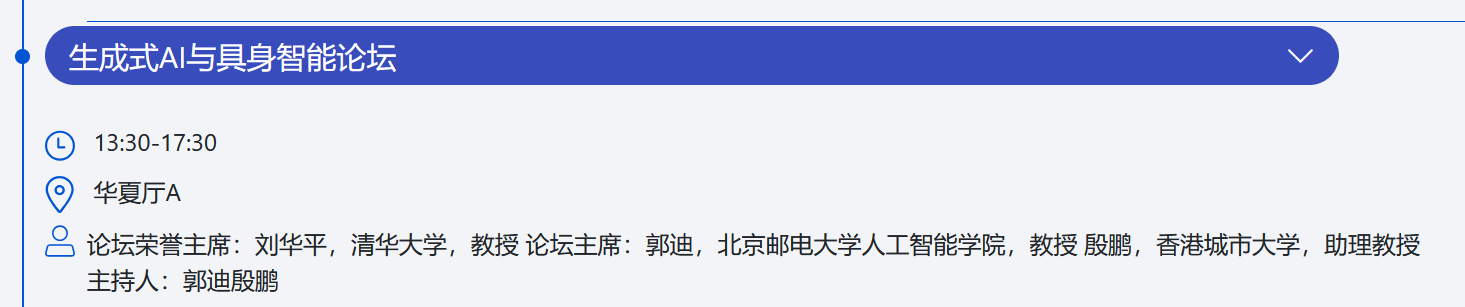 生成式AI与具身智能论坛
13:30-17:30
华夏厅A
论坛荣誉主席：刘华平，清华大学，教授 论坛主席：郭迪，北京邮电大学人工智能学院，教授 殷鹏，香港城市大学，助理教授
主持人：郭迪殷鹏